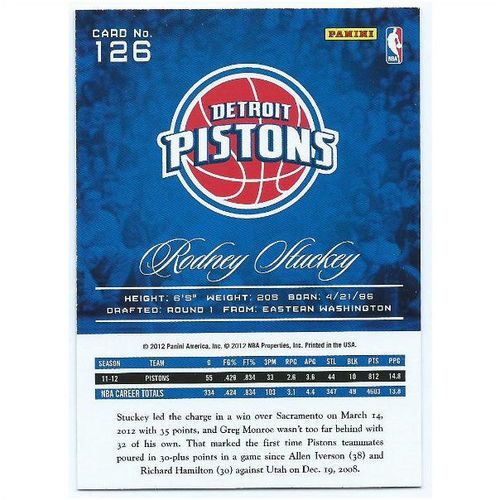 CARD No.
126
PANINI
NBA
DETROIT
PISTONS
Rodney Stuckey
HEIGHT: 6'5" WEIGHT: 205 BORN: 4/21/86
DRAFTED: ROUND 1 FROM: EASTERN WASHINGTON
© 2012 Panini America, Inc. © 2012 NBA Properties, Inc. Printed in the USA.
SEASON TEAM G FG% FT% 3PM RPG APG STL BLK PTS PPG
11-12 PISTONS 55 .429 .834 33 2.6 3.8 44 10 812 14.8
NBA CAREER TOTALS 334 .424 .834 103 3.1 4.6 347 49 4603 13.8
Stuckey led the charge in a win over Sacramento on March 14,
2012 with 35 points, and Greg Monroe wasn't too far behind with
32 of his own. That marked the first time Pistons teammates
poured in 30-plus points in a game since Allen Iverson (38) and
Richard Hamilton (30) against Utah on Dec. 19, 2008.